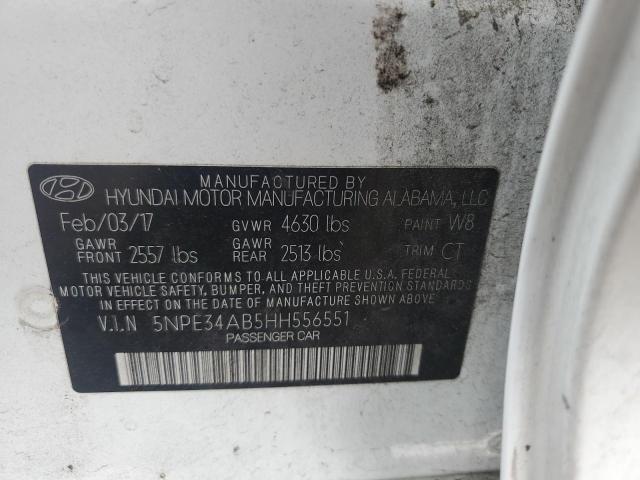 MANUFACTURED BY
HYUNDAI MOTOR MANUFACTURING ALABAMA, LLC
Feb/03/17 GVWR 4630 lbs PAINT W8
GAWR FRONT 2557 lbs GAWR REAR 2513 lbs TRIM CT
THIS VEHICLE CONFORMS TO ALL APPLICABLE U.S.A. FEDERAL
MOTOR VEHICLE SAFETY, BUMPER, AND THEFT PREVENTION STANDARDS
IN EFFECT ON THE DATE OF MANUFACTURE SHOWN ABOVE.
V.I.N 5NPE34AB5HH556551
PASSENGER CAR